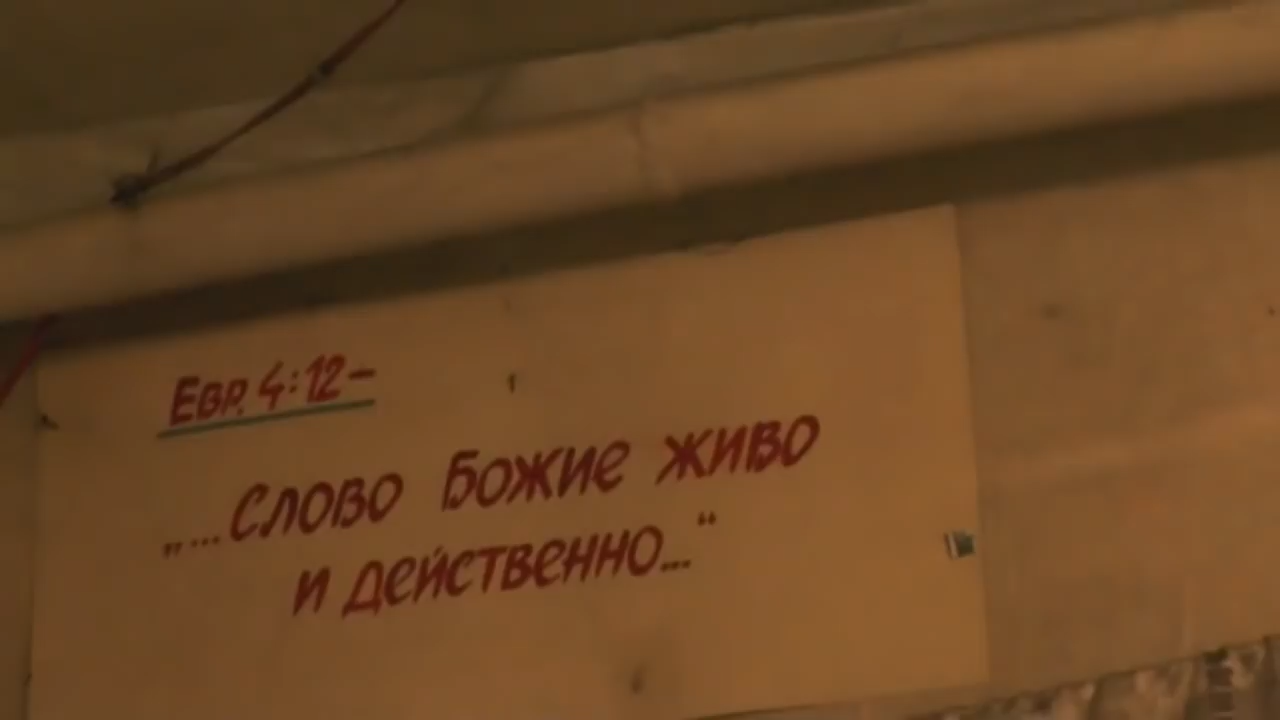 Евр. 4:12–
„...Слово Божие живо
и действенно..."